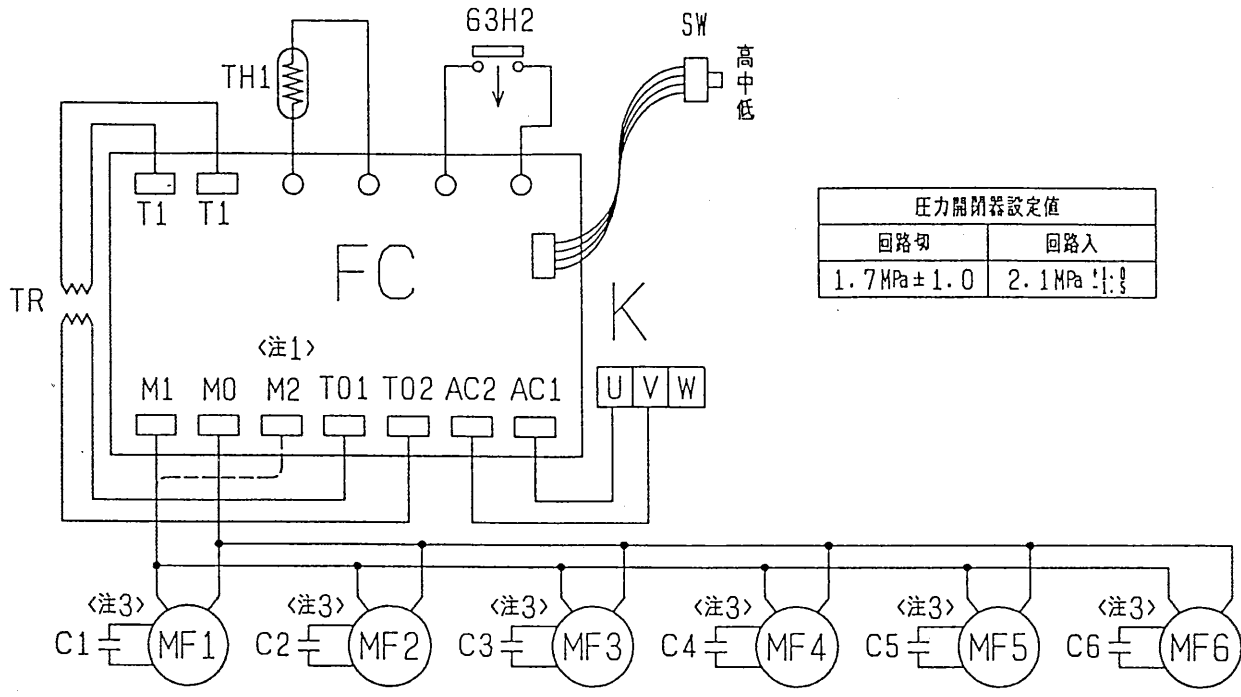 63H2
SW
TH1
高
中
低
T1 T1
FC
圧力開閉器設定値
回路切 回路入
1.7MPa±1.0 2.1MPa
TR
K
<注1>
M1 M0 M2 T01 T02 AC2 AC1
U V W
<注3> <注3> <注3> <注3> <注3> <注3>
C1 MF1 C2 MF2 C3 MF3 C4 MF4 C5 MF5 C6 MF6